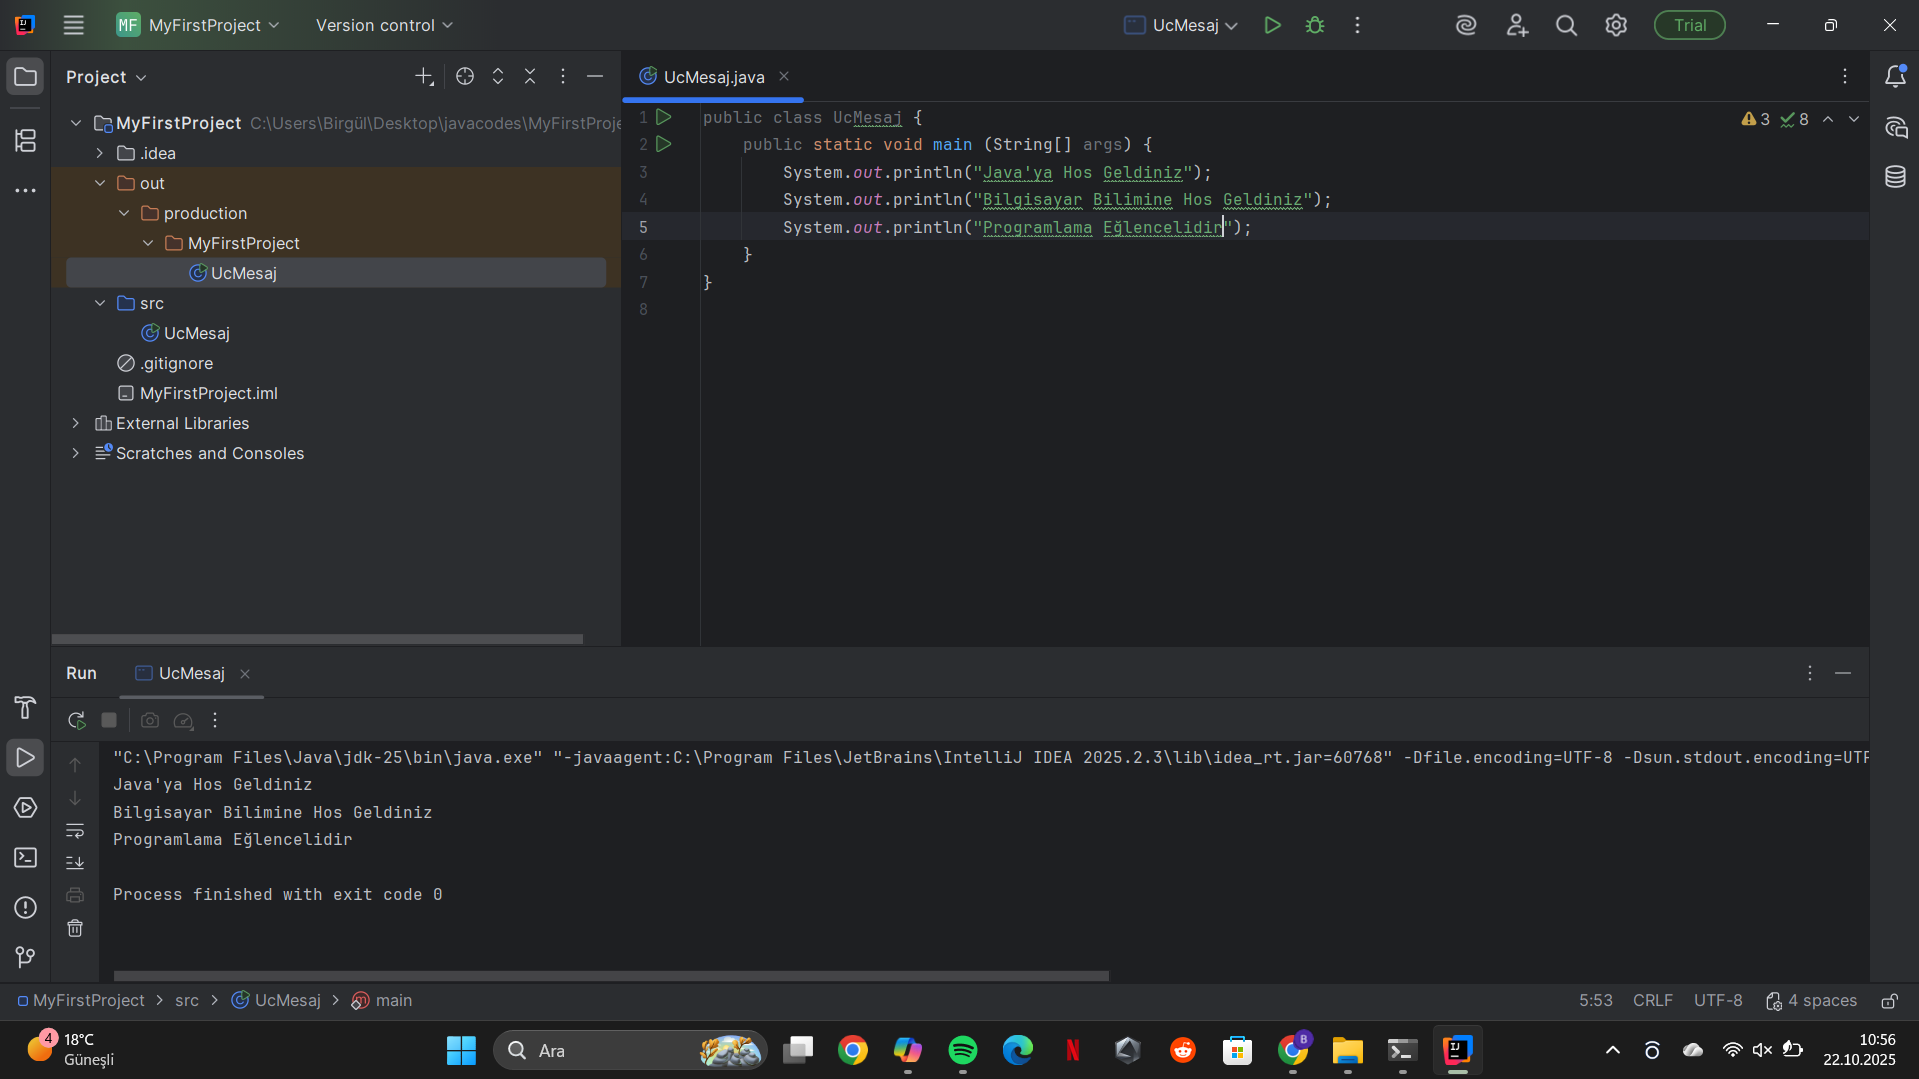 MF MyFirstProject Version control UcMesaj Trial
Project
UcMesaj.java
MyFirstProject C:\Users\Birgül\Desktop\javacodes\MyFirstProje
.idea
out
production
MyFirstProject
UcMesaj
src
UcMesaj
.gitignore
MyFirstProject.iml
External Libraries
Scratches and Consoles
1 public class UcMesaj {
2 public static void main (String[] args) {
3 System.out.println("Java'ya Hos Geldiniz");
4 System.out.println("Bilgisayar Bilimine Hos Geldiniz");
5 System.out.println("Programlama Eğlencelidir");
6 }
7 }
8
3 8
Run UcMesaj
"C:\Program Files\Java\jdk-25\bin\java.exe" "-javaagent:C:\Program Files\JetBrains\IntelliJ IDEA 2025.2.3\lib\idea_rt.jar=60768" -Dfile.encoding=UTF-8 -Dsun.stdout.encoding=UTF
Java'ya Hos Geldiniz
Bilgisayar Bilimine Hos Geldiniz
Programlama Eğlencelidir
Process finished with exit code 0
MyFirstProject > src > UcMesaj > main 5:53 CRLF UTF-8 4 spaces
4 18°C
Güneşli
Ara
B
10:56
22.10.2025